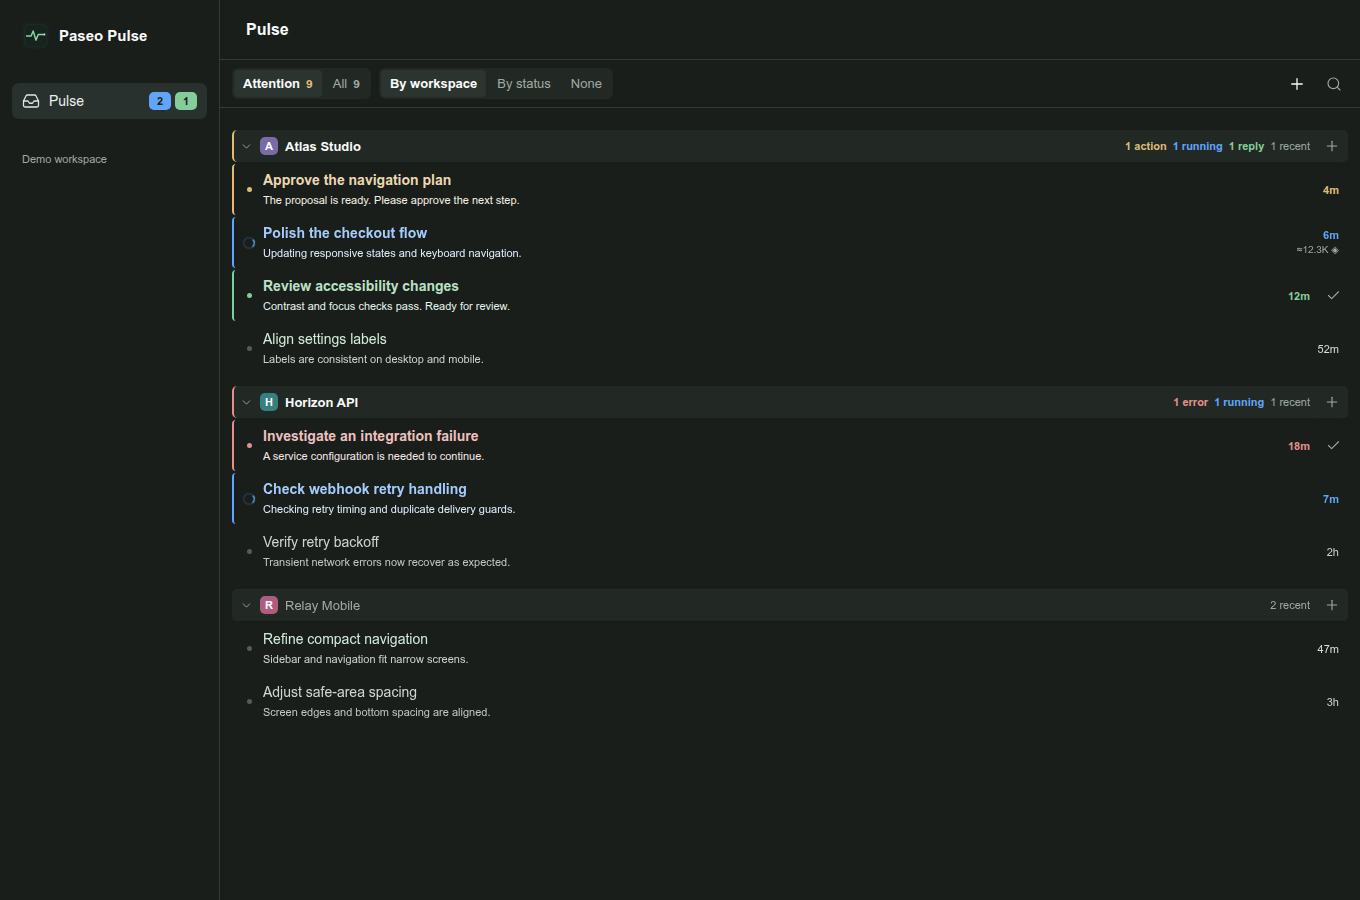 Paseo Pulse
Pulse 2 1
Demo workspace
Pulse
Attention 9 All 9 By workspace By status None
A Atlas Studio 1 action 1 running 1 reply 1 recent
Approve the navigation plan
The proposal is ready. Please approve the next step.
4m
Polish the checkout flow
Updating responsive states and keyboard navigation.
6m
≈12.3K
Review accessibility changes
Contrast and focus checks pass. Ready for review.
12m
Align settings labels
Labels are consistent on desktop and mobile.
52m
H Horizon API 1 error 1 running 1 recent
Investigate an integration failure
A service configuration is needed to continue.
18m
Check webhook retry handling
Checking retry timing and duplicate delivery guards.
7m
Verify retry backoff
Transient network errors now recover as expected.
2h
R Relay Mobile 2 recent
Refine compact navigation
Sidebar and navigation fit narrow screens.
47m
Adjust safe-area spacing
Screen edges and bottom spacing are aligned.
3h